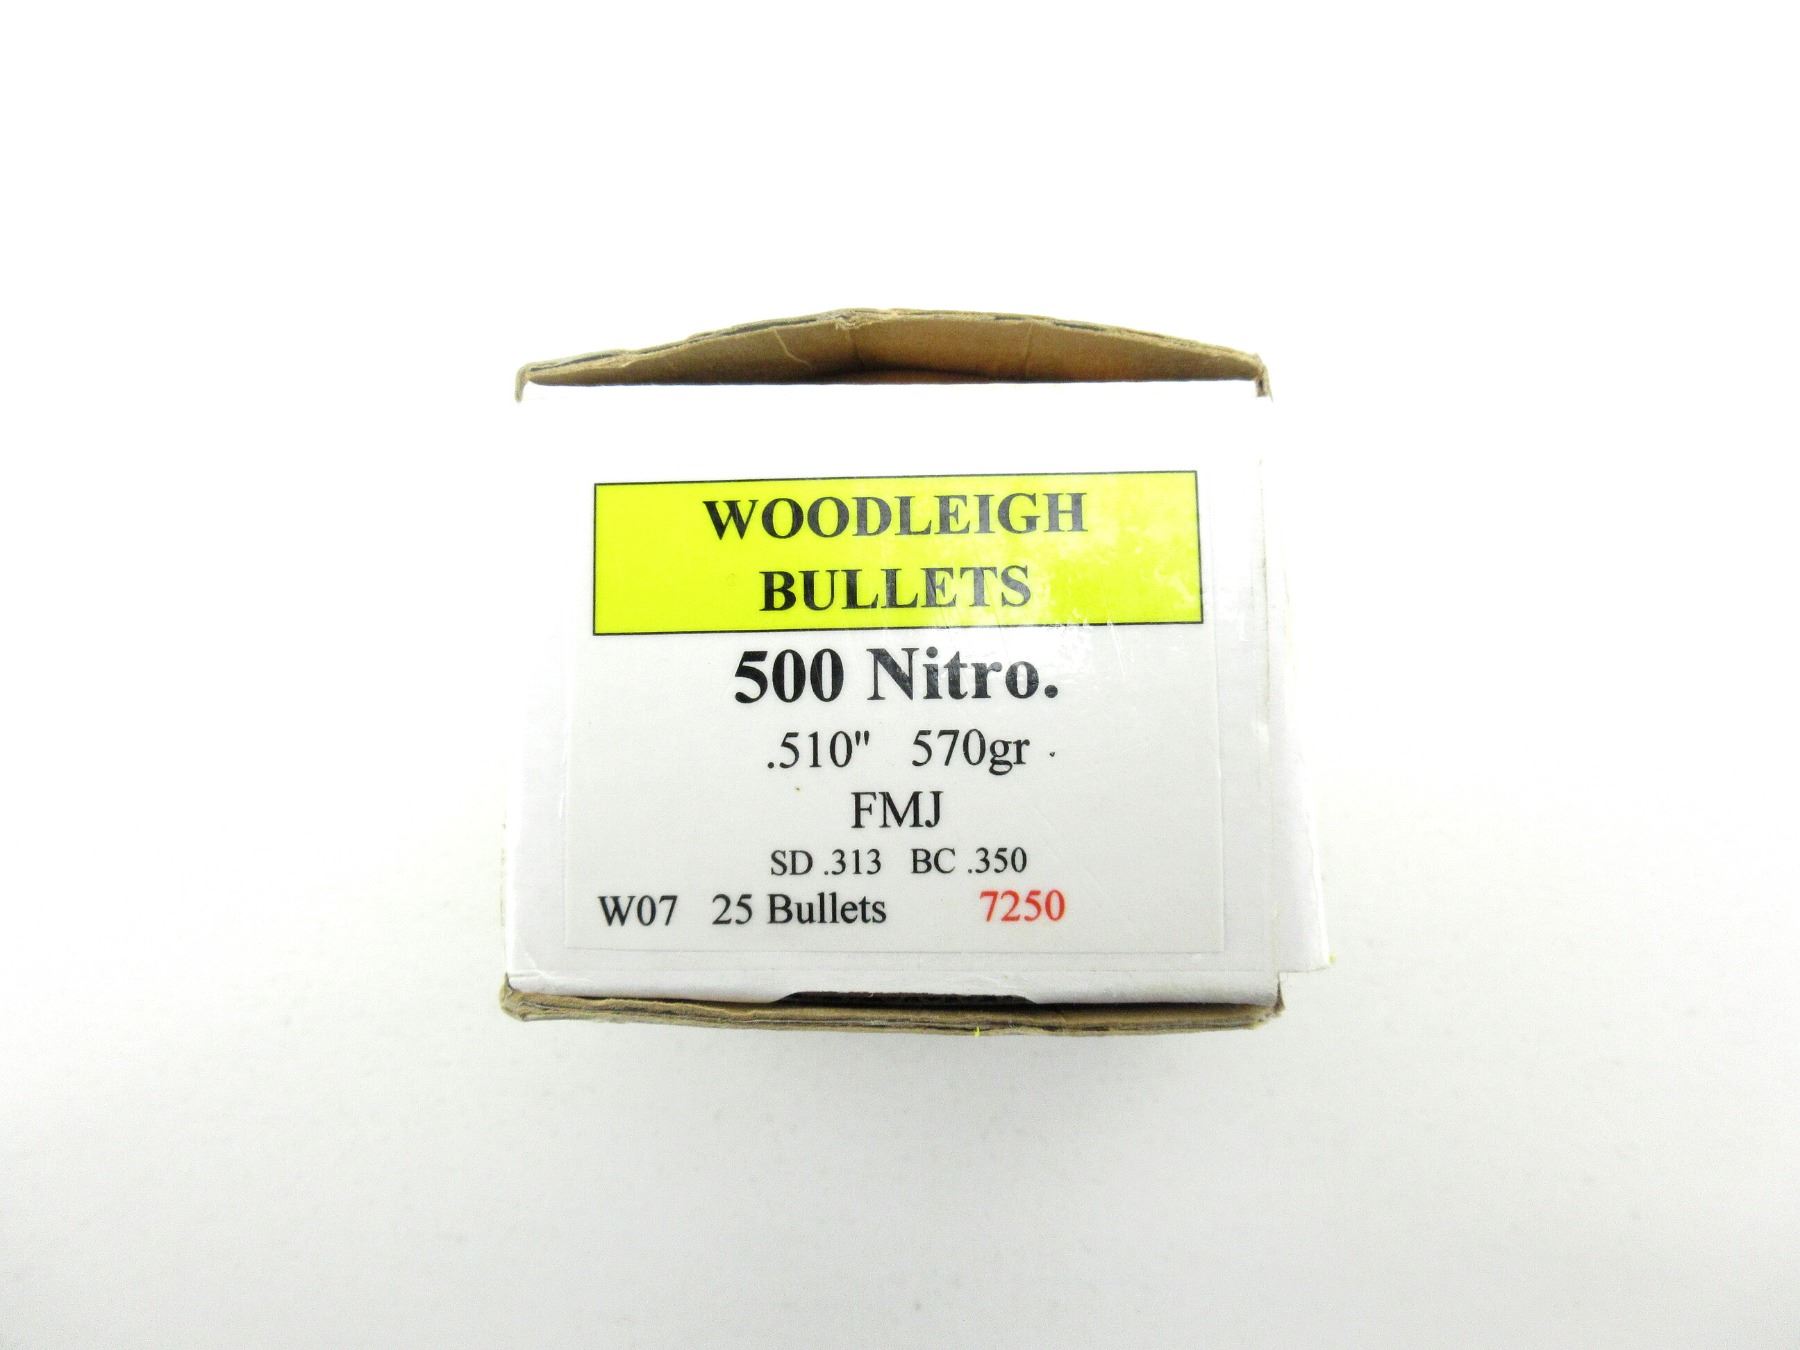 WOODLEIGH
BULLETS
500 Nitro.
.510" 570gr
FMJ
SD .313 BC .350
W07 25 Bullets 7250